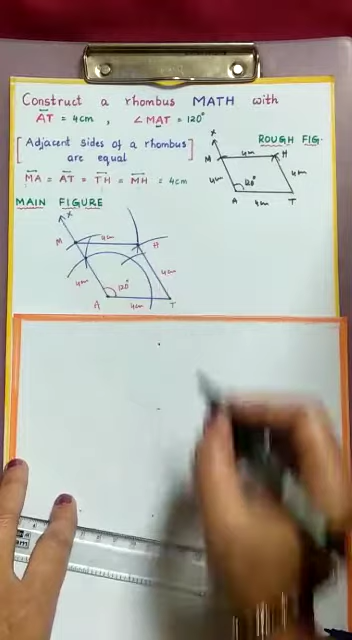 Construct a rhombus MATH with
AT = 4cm, ∠MAT = 120°
[Adjacent sides of a rhombus
are equal]
ROUGH FIG.
MA = AT = TH = MH = 4cm
X
M
4cm
H
4cm
120°
4cm
A
4cm
T
MAIN FIGURE
X
M
4cm
H
4cm
4cm
A
120°
4cm
T